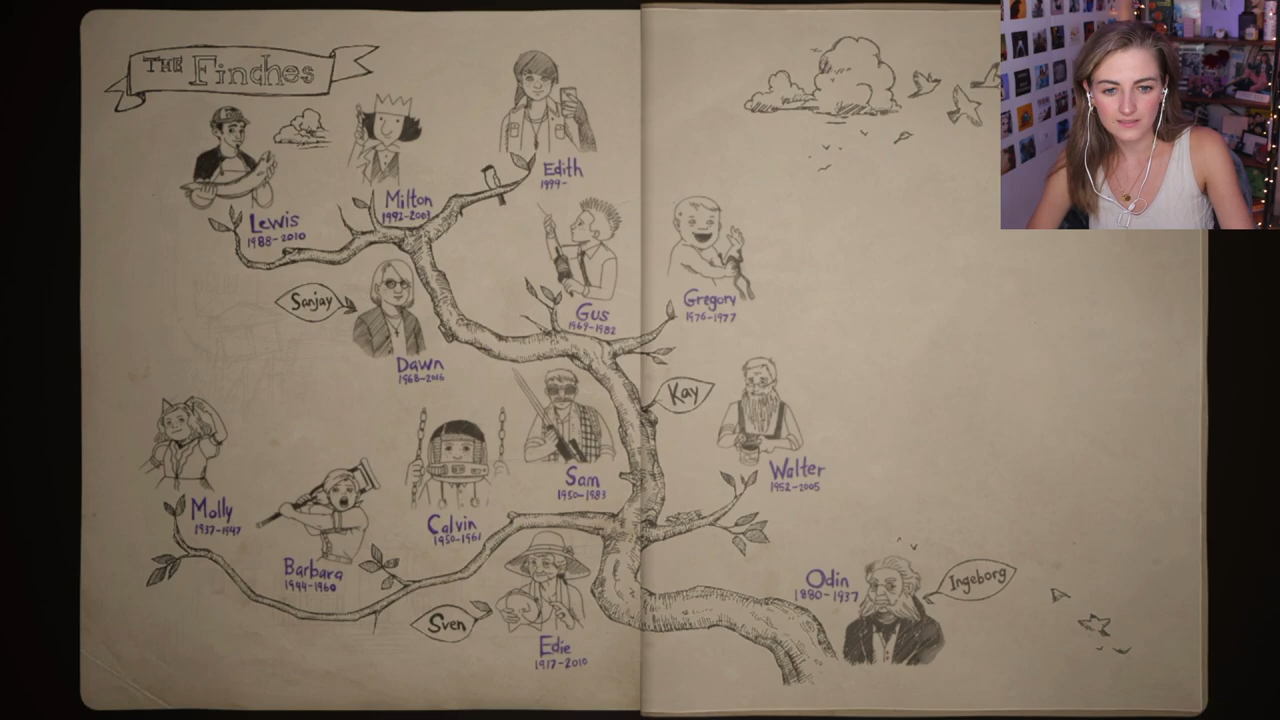 THE Finches
Edith
1999-
Milton
1992-2003
Lewis
1988-2010
Sanjay
Dawn
1968-2016
Gus
1969-1982
Gregory
1976-1977
Kay
Sam
1950-1983
Walter
1952-2005
Molly
1937-1947
Barbara
1944-1960
Calvin
1950-1961
Sven
Edie
1917-2010
Odin
1880-1937
Ingeborg